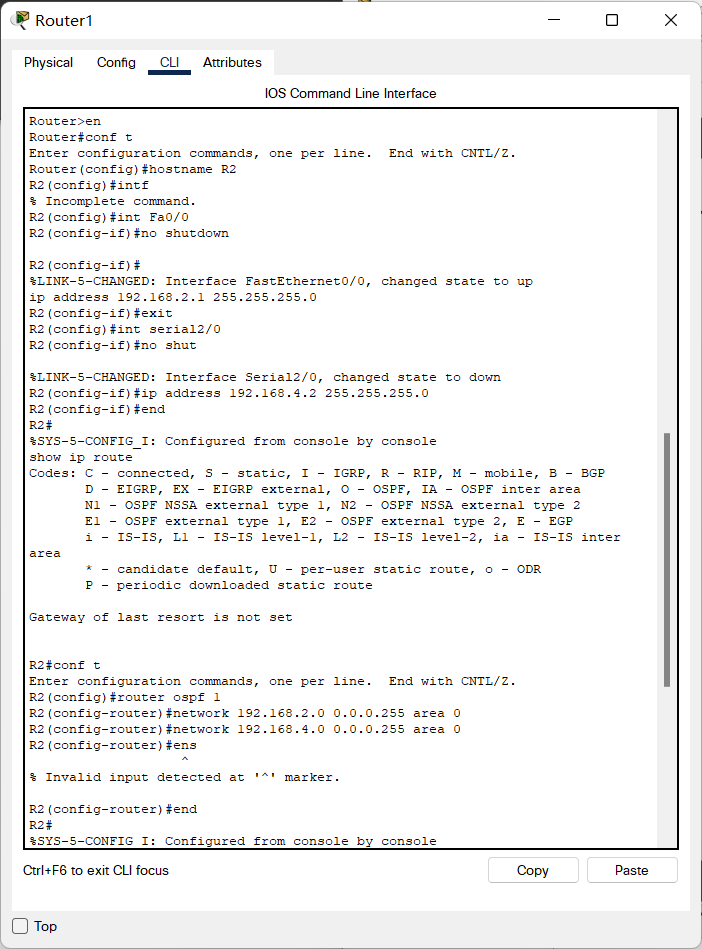 Router1
Physical Config CLI Attributes
IOS Command Line Interface
Router>en
Router#conf t
Enter configuration commands, one per line.  End with CNTL/Z.
Router(config)#hostname R2
R2(config)#intf
% Incomplete command.
R2(config)#int Fa0/0
R2(config-if)#no shutdown
R2(config-if)#
%LINK-5-CHANGED: Interface FastEthernet0/0, changed state to up
ip address 192.168.2.1 255.255.255.0
R2(config-if)#exit
R2(config)#int serial2/0
R2(config-if)#no shut
%LINK-5-CHANGED: Interface Serial2/0, changed state to down
R2(config-if)#ip address 192.168.4.2 255.255.255.0
R2(config-if)#end
R2#
%SYS-5-CONFIG_I: Configured from console by console
show ip route
Codes: C - connected, S - static, I - IGRP, R - RIP, M - mobile, B - BGP
       D - EIGRP, EX - EIGRP external, O - OSPF, IA - OSPF inter area
       N1 - OSPF NSSA external type 1, N2 - OSPF NSSA external type 2
       E1 - OSPF external type 1, E2 - OSPF external type 2, E - EGP
       i - IS-IS, L1 - IS-IS level-1, L2 - IS-IS level-2, ia - IS-IS inter
area
       * - candidate default, U - per-user static route, o - ODR
       P - periodic downloaded static route
Gateway of last resort is not set
R2#conf t
Enter configuration commands, one per line.  End with CNTL/Z.
R2(config)#router ospf 1
R2(config-router)#network 192.168.2.0 0.0.0.255 area 0
R2(config-router)#network 192.168.4.0 0.0.0.255 area 0
R2(config-router)#ens
                   ^
% Invalid input detected at '^' marker.
R2(config-router)#end
R2#
%SYS-5-CONFIG_I: Configured from console by console
Ctrl+F6 to exit CLI focus
Copy Paste
Top